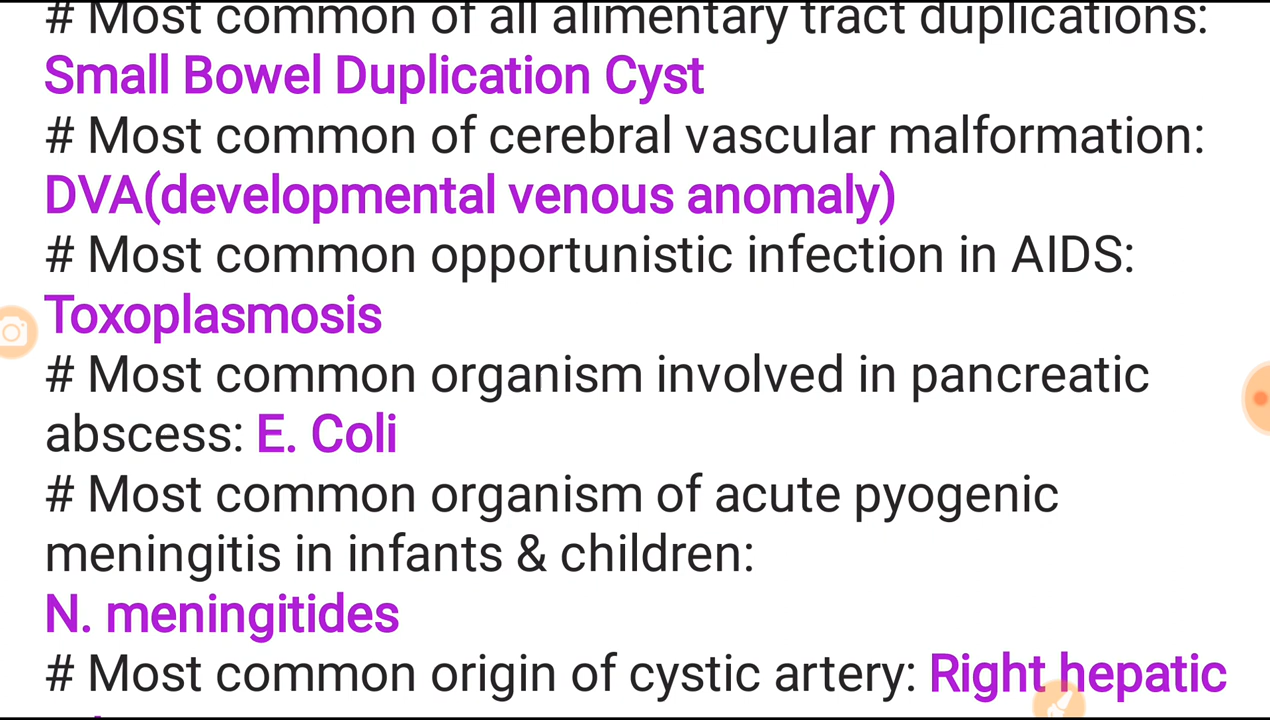 # Most common of all alimentary tract duplications:
Small Bowel Duplication Cyst
# Most common of cerebral vascular malformation:
DVA(developmental venous anomaly)
# Most common opportunistic infection in AIDS:
Toxoplasmosis
# Most common organism involved in pancreatic
abscess: E. Coli
# Most common organism of acute pyogenic
meningitis in infants & children:
N. meningitides
# Most common origin of cystic artery: Right hepatic